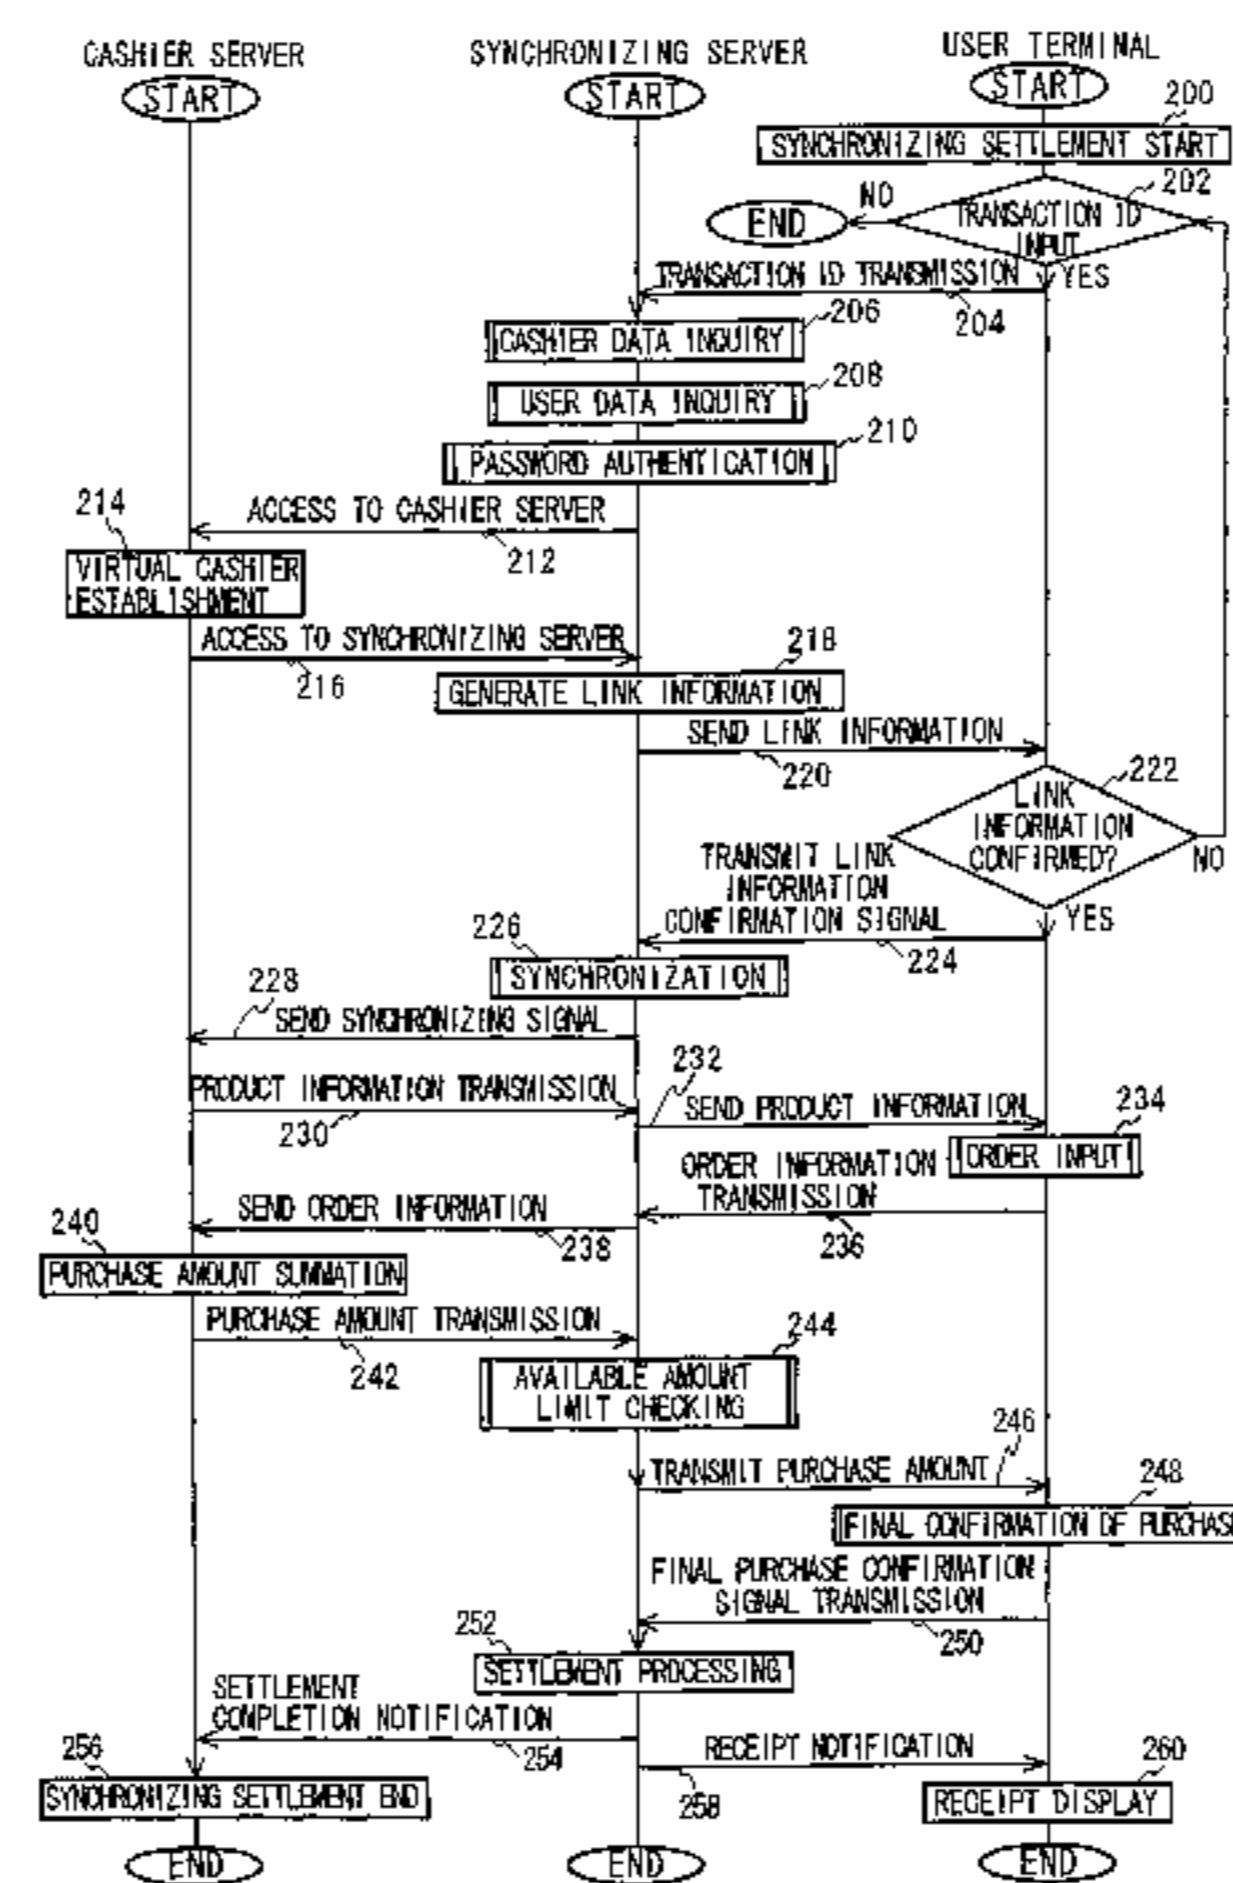 CASHIER SERVER
SYNCHRONIZING SERVER
USER TERMINAL
START
START
START
200
SYNCHRONIZING SETTLEMENT START
202
NO
END
TRANSACTION ID
INPUT
YES
TRANSACTION ID TRANSMISSION
204
206
CASHIER DATA INQUIRY
208
USER DATA INQUIRY
210
PASSWORD AUTHENTICATION
214
ACCESS TO CASHIER SERVER
212
VIRTUAL CASHIER
ESTABLISHMENT
ACCESS TO SYNCHRONIZING SERVER
216
218
GENERATE LINK INFORMATION
SEND LINK INFORMATION
220
222
LINK
INFORMATION
CONFIRMED?
NO
YES
TRANSMIT LINK
INFORMATION
CONFIRMATION SIGNAL
224
226
SYNCHRONIZATION
228
SEND SYNCHRONIZING SIGNAL
PRODUCT INFORMATION TRANSMISSION
230
232
SEND PRODUCT INFORMATION
234
ORDER INPUT
ORDER INFORMATION
TRANSMISSION
236
SEND ORDER INFORMATION
238
240
PURCHASE AMOUNT SUMMATION
PURCHASE AMOUNT TRANSMISSION
242
244
AVAILABLE AMOUNT
LIMIT CHECKING
246
TRANSMIT PURCHASE AMOUNT
248
FINAL CONFIRMATION OF PURCHASE
FINAL PURCHASE CONFIRMATION
SIGNAL TRANSMISSION
250
252
SETTLEMENT PROCESSING
SETTLEMENT
COMPLETION NOTIFICATION
254
RECEIPT NOTIFICATION
258
256
SYNCHRONIZING SETTLEMENT END
260
RECEIPT DISPLAY
END
END
END